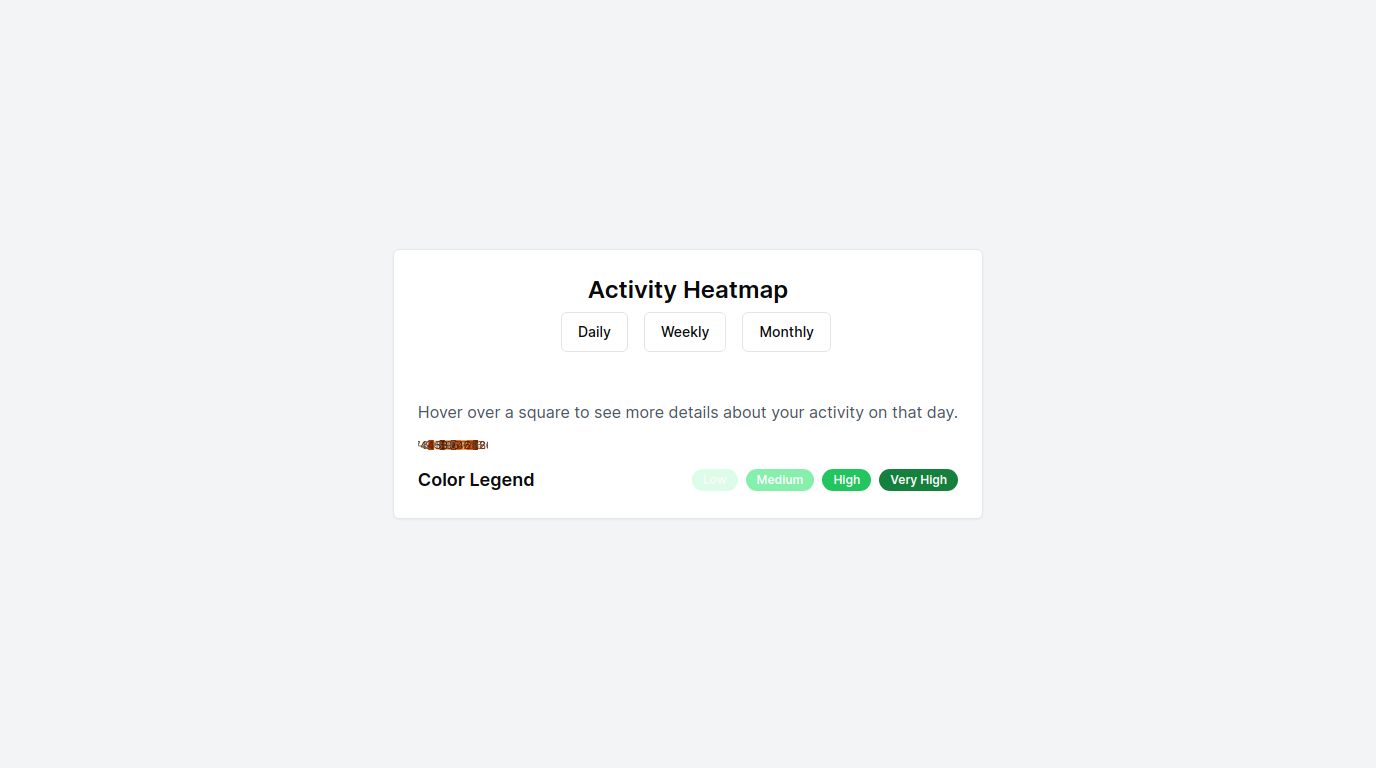 Activity Heatmap
Daily Weekly Monthly
Hover over a square to see more details about your activity on that day.
Color Legend Low Medium High Very High